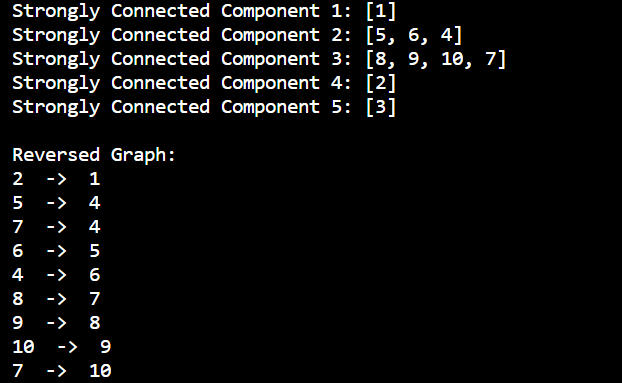 Strongly Connected Component 1: [1]
Strongly Connected Component 2: [5, 6, 4]
Strongly Connected Component 3: [8, 9, 10, 7]
Strongly Connected Component 4: [2]
Strongly Connected Component 5: [3]
Reversed Graph:
2  ->  1
5  ->  4
7  ->  4
6  ->  5
4  ->  6
8  ->  7
9  ->  8
10  ->  9
7  ->  10